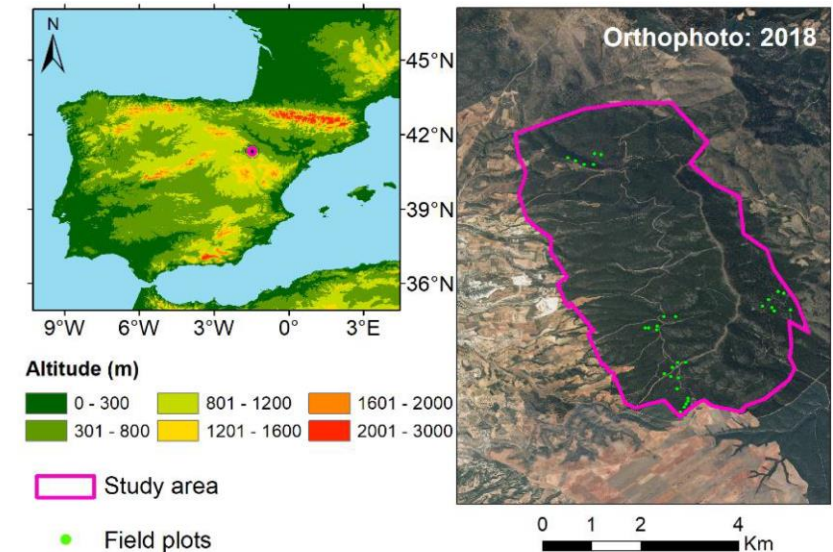 N
45°N
42°N
39°N
36°N
9°W 6°W 3°W 0° 3°E
Altitude (m)
0 - 300 801 - 1200 1601 - 2000
301 - 800 1201 - 1600 2001 - 3000
Study area
Field plots
Orthophoto: 2018
0 1 2 4
Km